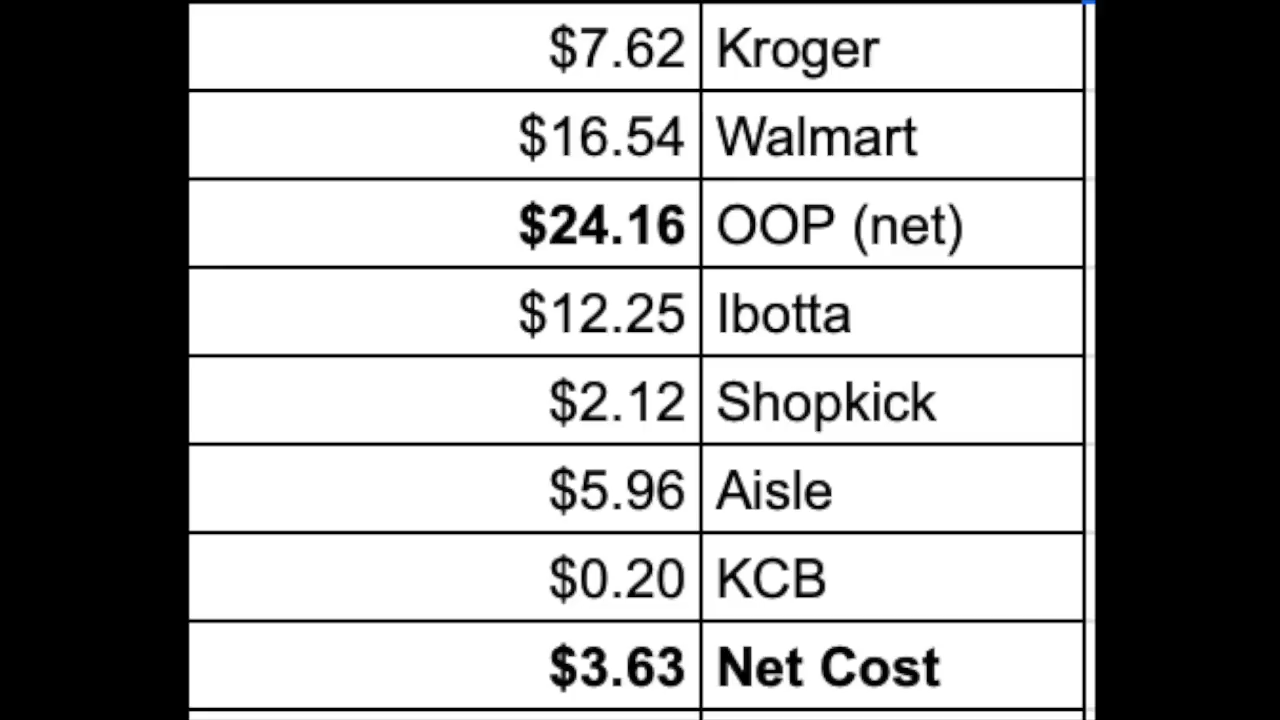 $7.62 Kroger
$16.54 Walmart
$24.16 OOP (net)
$12.25 Ibotta
$2.12 Shopkick
$5.96 Aisle
$0.20 KCB
$3.63 Net Cost